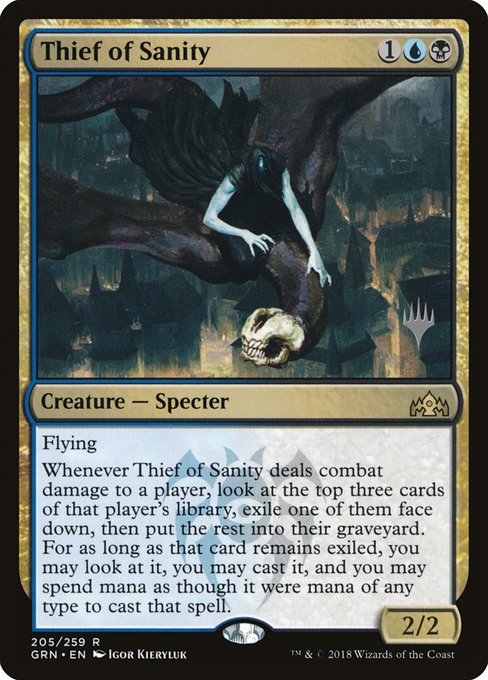 Thief of Sanity 1
Creature — Specter
Flying
Whenever Thief of Sanity deals combat
damage to a player, look at the top three cards
of that player's library, exile one of them face
down, then put the rest into their graveyard.
For as long as that card remains exiled, you
may look at it, you may cast it, and you may
spend mana as though it were mana of any
type to cast that spell.
2/2
205/259 R
GRN • EN Igor Kieryluk ™ & © 2018 Wizards of the Coast